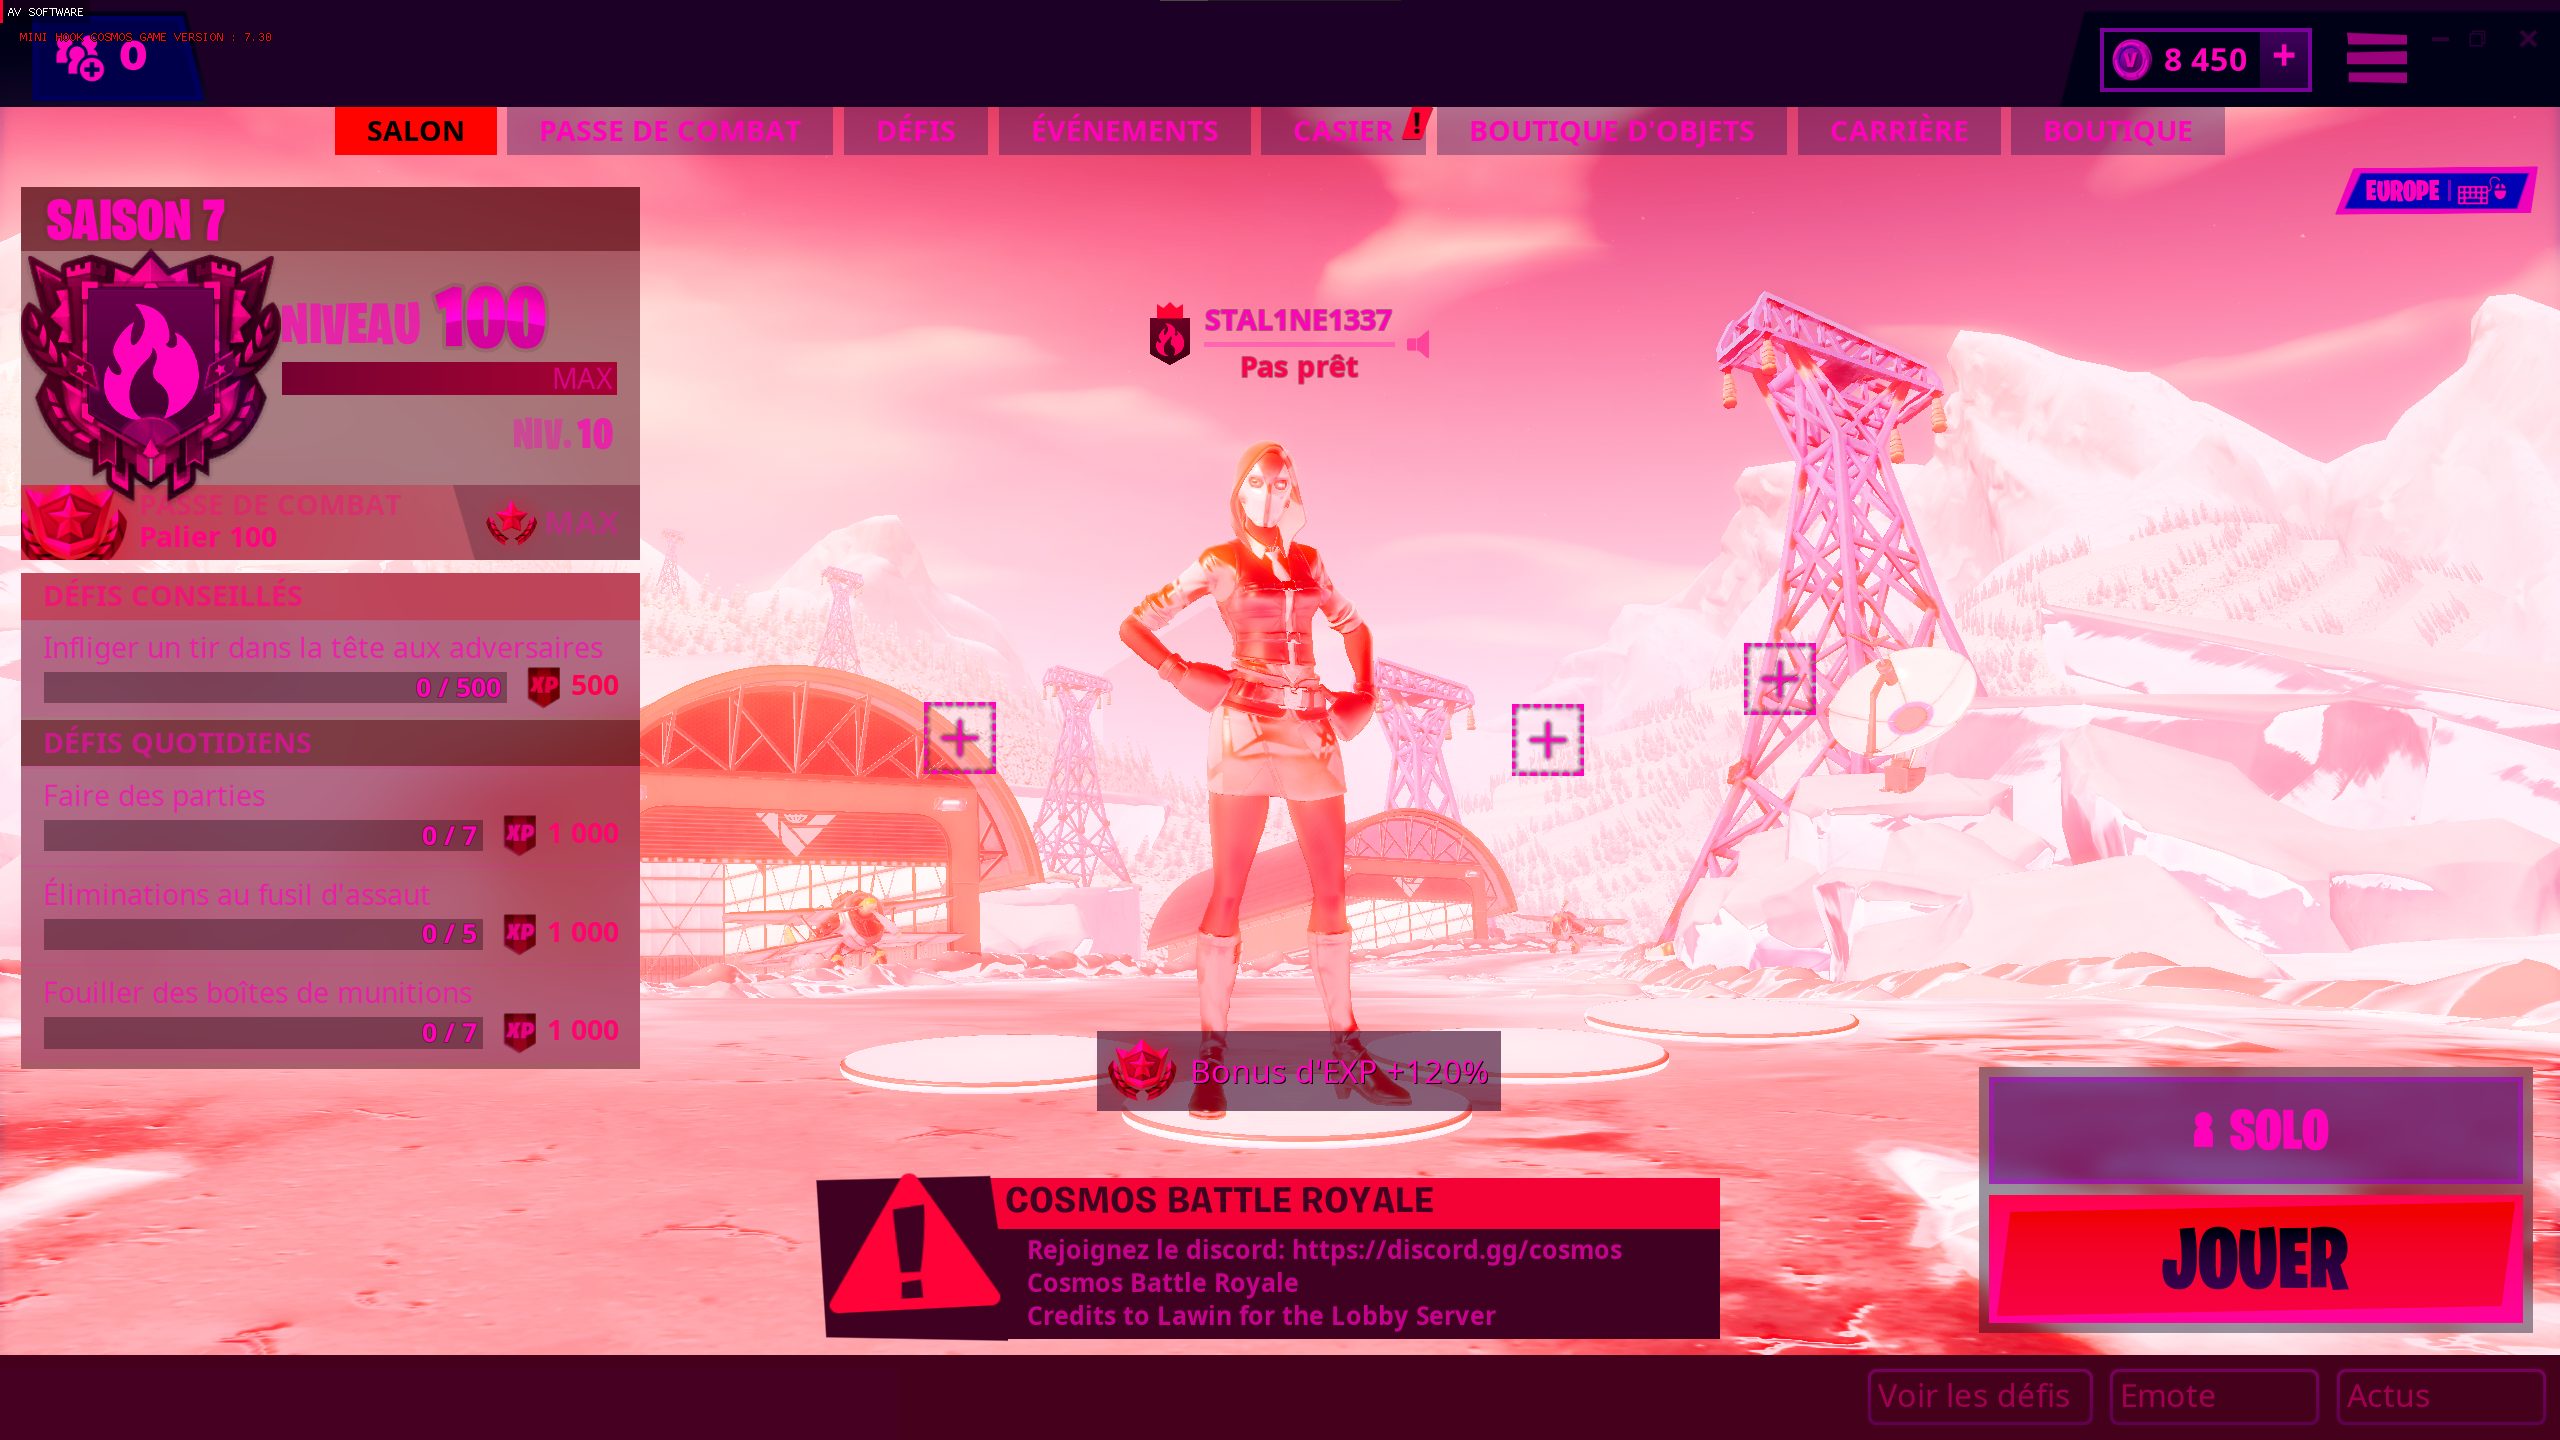 AV SOFTWARE
MINI HOOK COSMOS GAME VERSION : 7.30
0
8 450
SALON
PASSE DE COMBAT
DÉFIS
ÉVÉNEMENTS
CASIER
!
BOUTIQUE D'OBJETS
CARRIÈRE
BOUTIQUE
EUROPE
SAISON 7
NIVEAU 100
MAX
NIV. 10
PASSE DE COMBAT
Palier 100
MAX
DÉFIS CONSEILLÉS
Infliger un tir dans la tête aux adversaires
0 / 500
XP 500
DÉFIS QUOTIDIENS
Faire des parties
0 / 7
XP 1 000
Éliminations au fusil d'assaut
0 / 5
XP 1 000
Fouiller des boîtes de munitions
0 / 7
XP 1 000
STAL1NE1337
Pas prêt
Bonus d'EXP +120%
COSMOS BATTLE ROYALE
Rejoignez le discord: https://discord.gg/cosmos
Cosmos Battle Royale
Credits to Lawin for the Lobby Server
SOLO
JOUER
Voir les défis
Emote
Actus